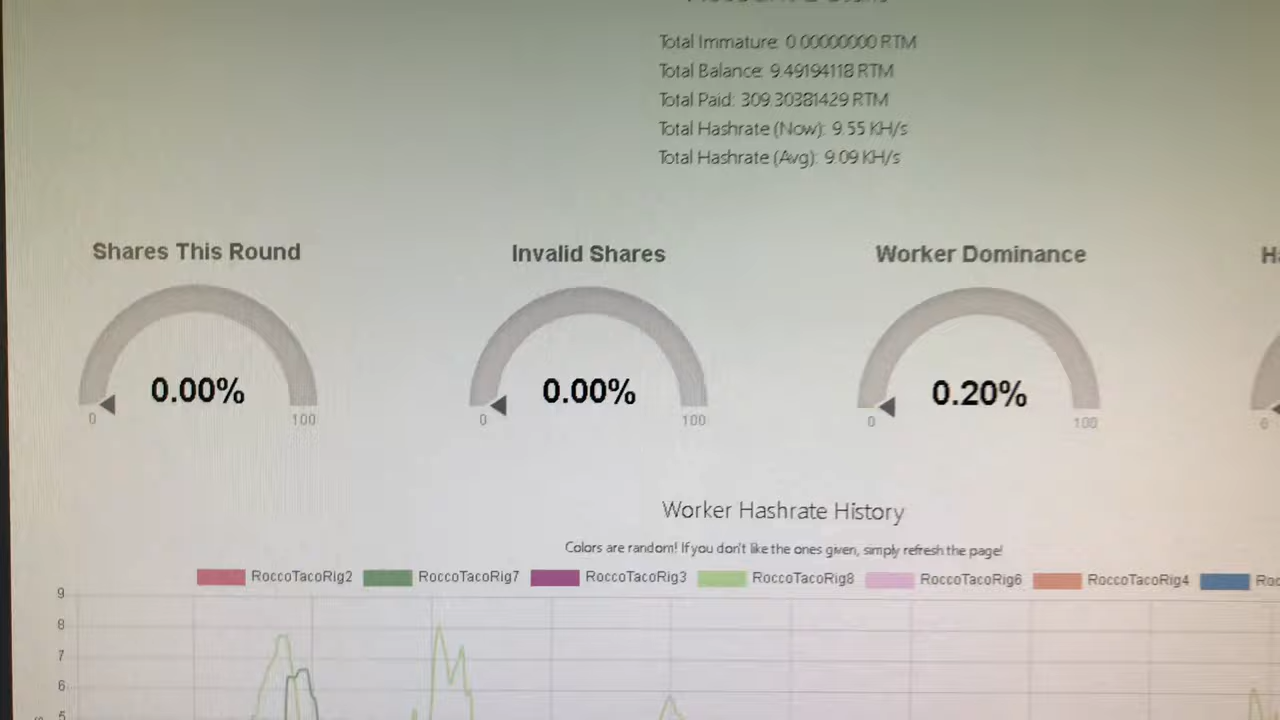 Total Immature: 0.00000000 RTM
Total Balance: 9.49194118 RTM
Total Paid: 309.30381429 RTM
Total Hashrate (Now): 9.55 KH/s
Total Hashrate (Avg): 9.09 KH/s
Shares This Round Invalid Shares Worker Dominance
0.00% 0.00% 0.20%
0 100 0 100 0 100 0
Worker Hashrate History
Colors are random! If you don't like the ones given, simply refresh the page!
RoccoTacoRig2 RoccoTacoRig7 RoccoTacoRig3 RoccoTacoRig8 RoccoTacoRig6 RoccoTacoRig4
9
8
7
6
5